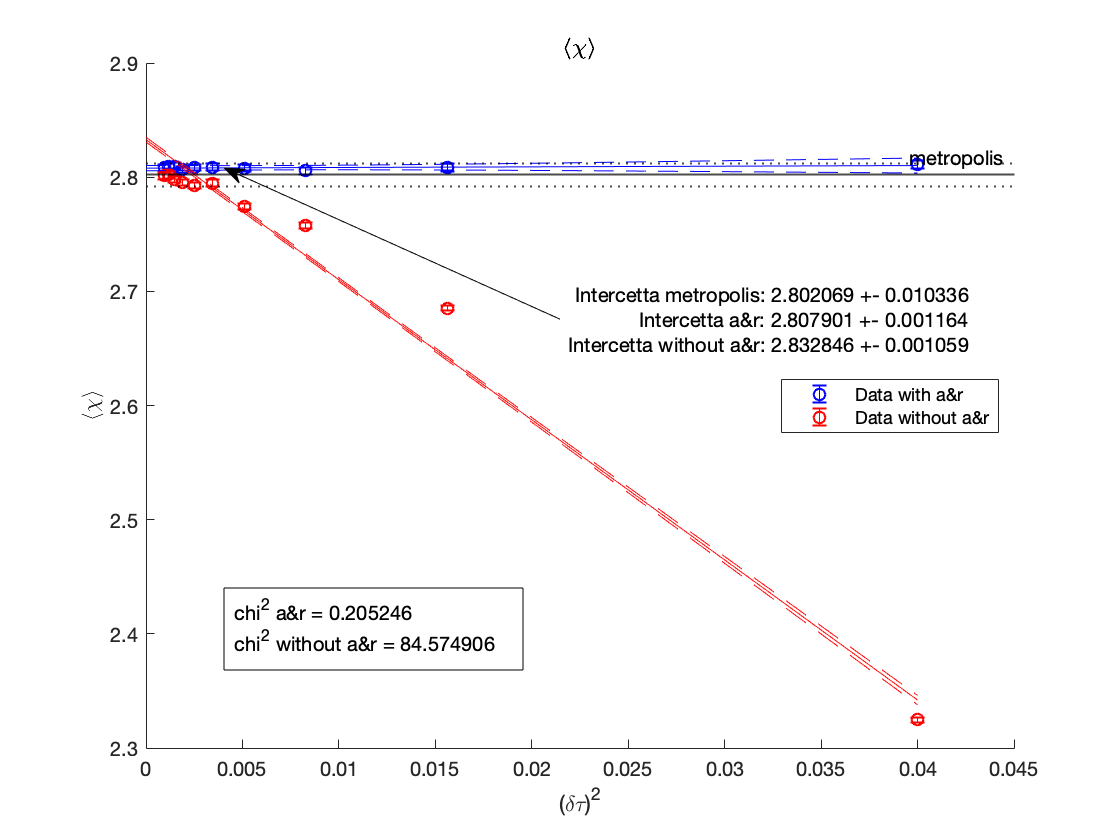 ⟨χ⟩
2.9
2.8
2.7
2.6
2.5
2.4
2.3
⟨χ⟩
metropolis
Intercetta metropolis: 2.802069 +- 0.010336
Intercetta a&r: 2.807901 +- 0.001164
Intercetta without a&r: 2.832846 +- 0.001059
Data with a&r
Data without a&r
chi² a&r = 0.205246
chi² without a&r = 84.574906
0 0.005 0.01 0.015 0.02 0.025 0.03 0.035 0.04 0.045
(δτ)²